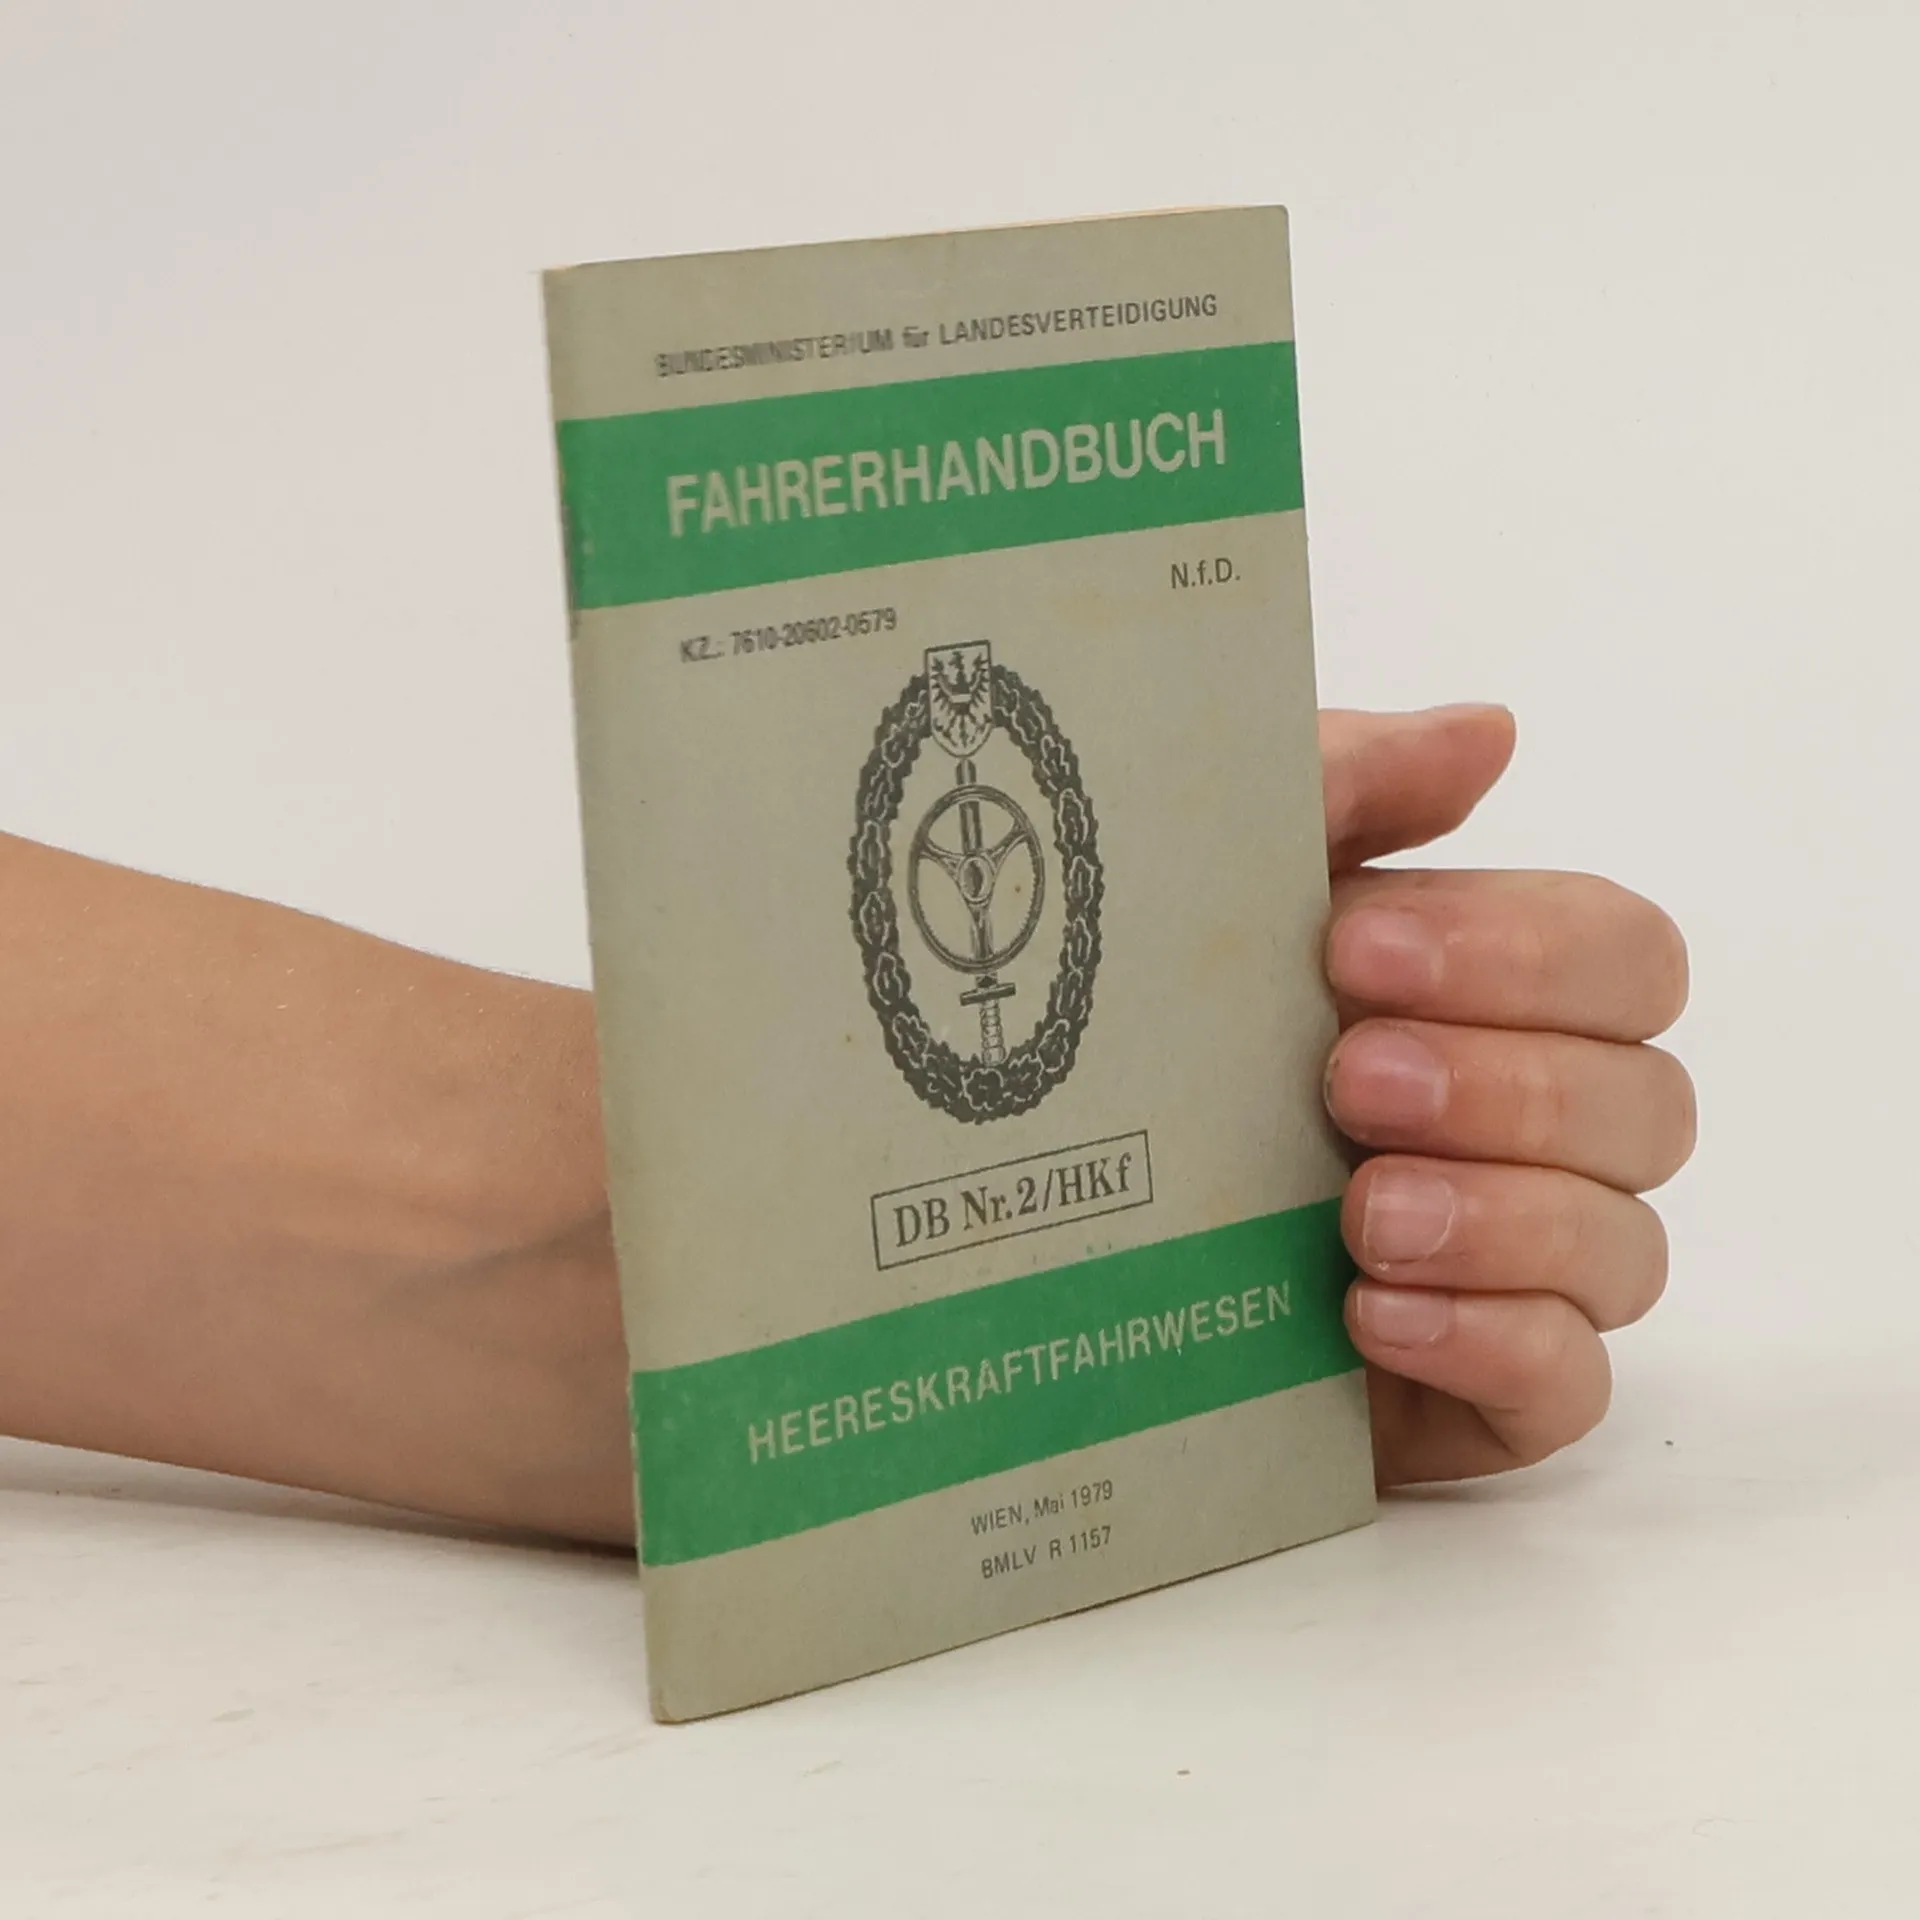 BUNDESMINISTERIUM für LANDESVERTEIDIGUNG
FAHRERHANDBUCH
N.f.D.
KZ.: 7610-20602-0579
DB Nr.2/HKf
HEERESKRAFTFAHRWESEN
WIEN, Mai 1979
BMLV R 1157